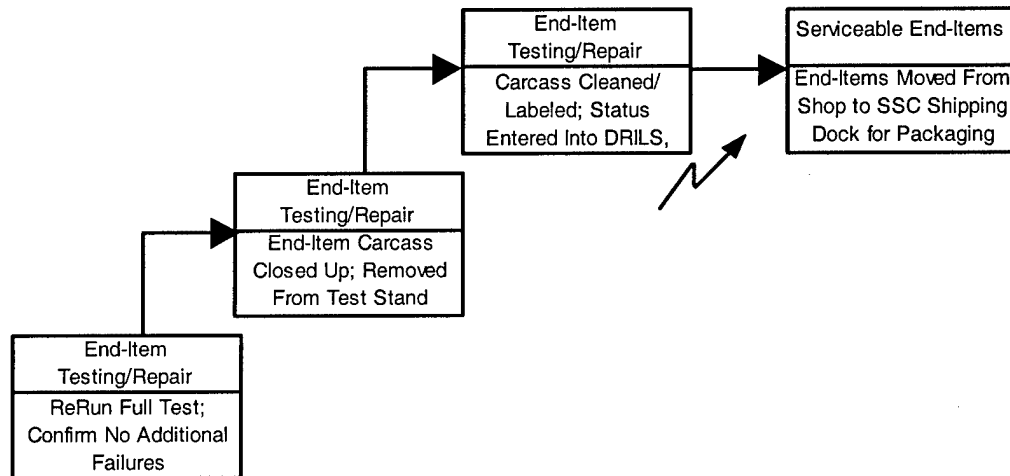 End-Item
Testing/Repair
Carcass Cleaned/
Labeled; Status
Entered Into DRILS,
Serviceable End-Items
End-Items Moved From
Shop to SSC Shipping
Dock for Packaging
End-Item
Testing/Repair
End-Item Carcass
Closed Up; Removed
From Test Stand
End-Item
Testing/Repair
ReRun Full Test;
Confirm No Additional
Failures